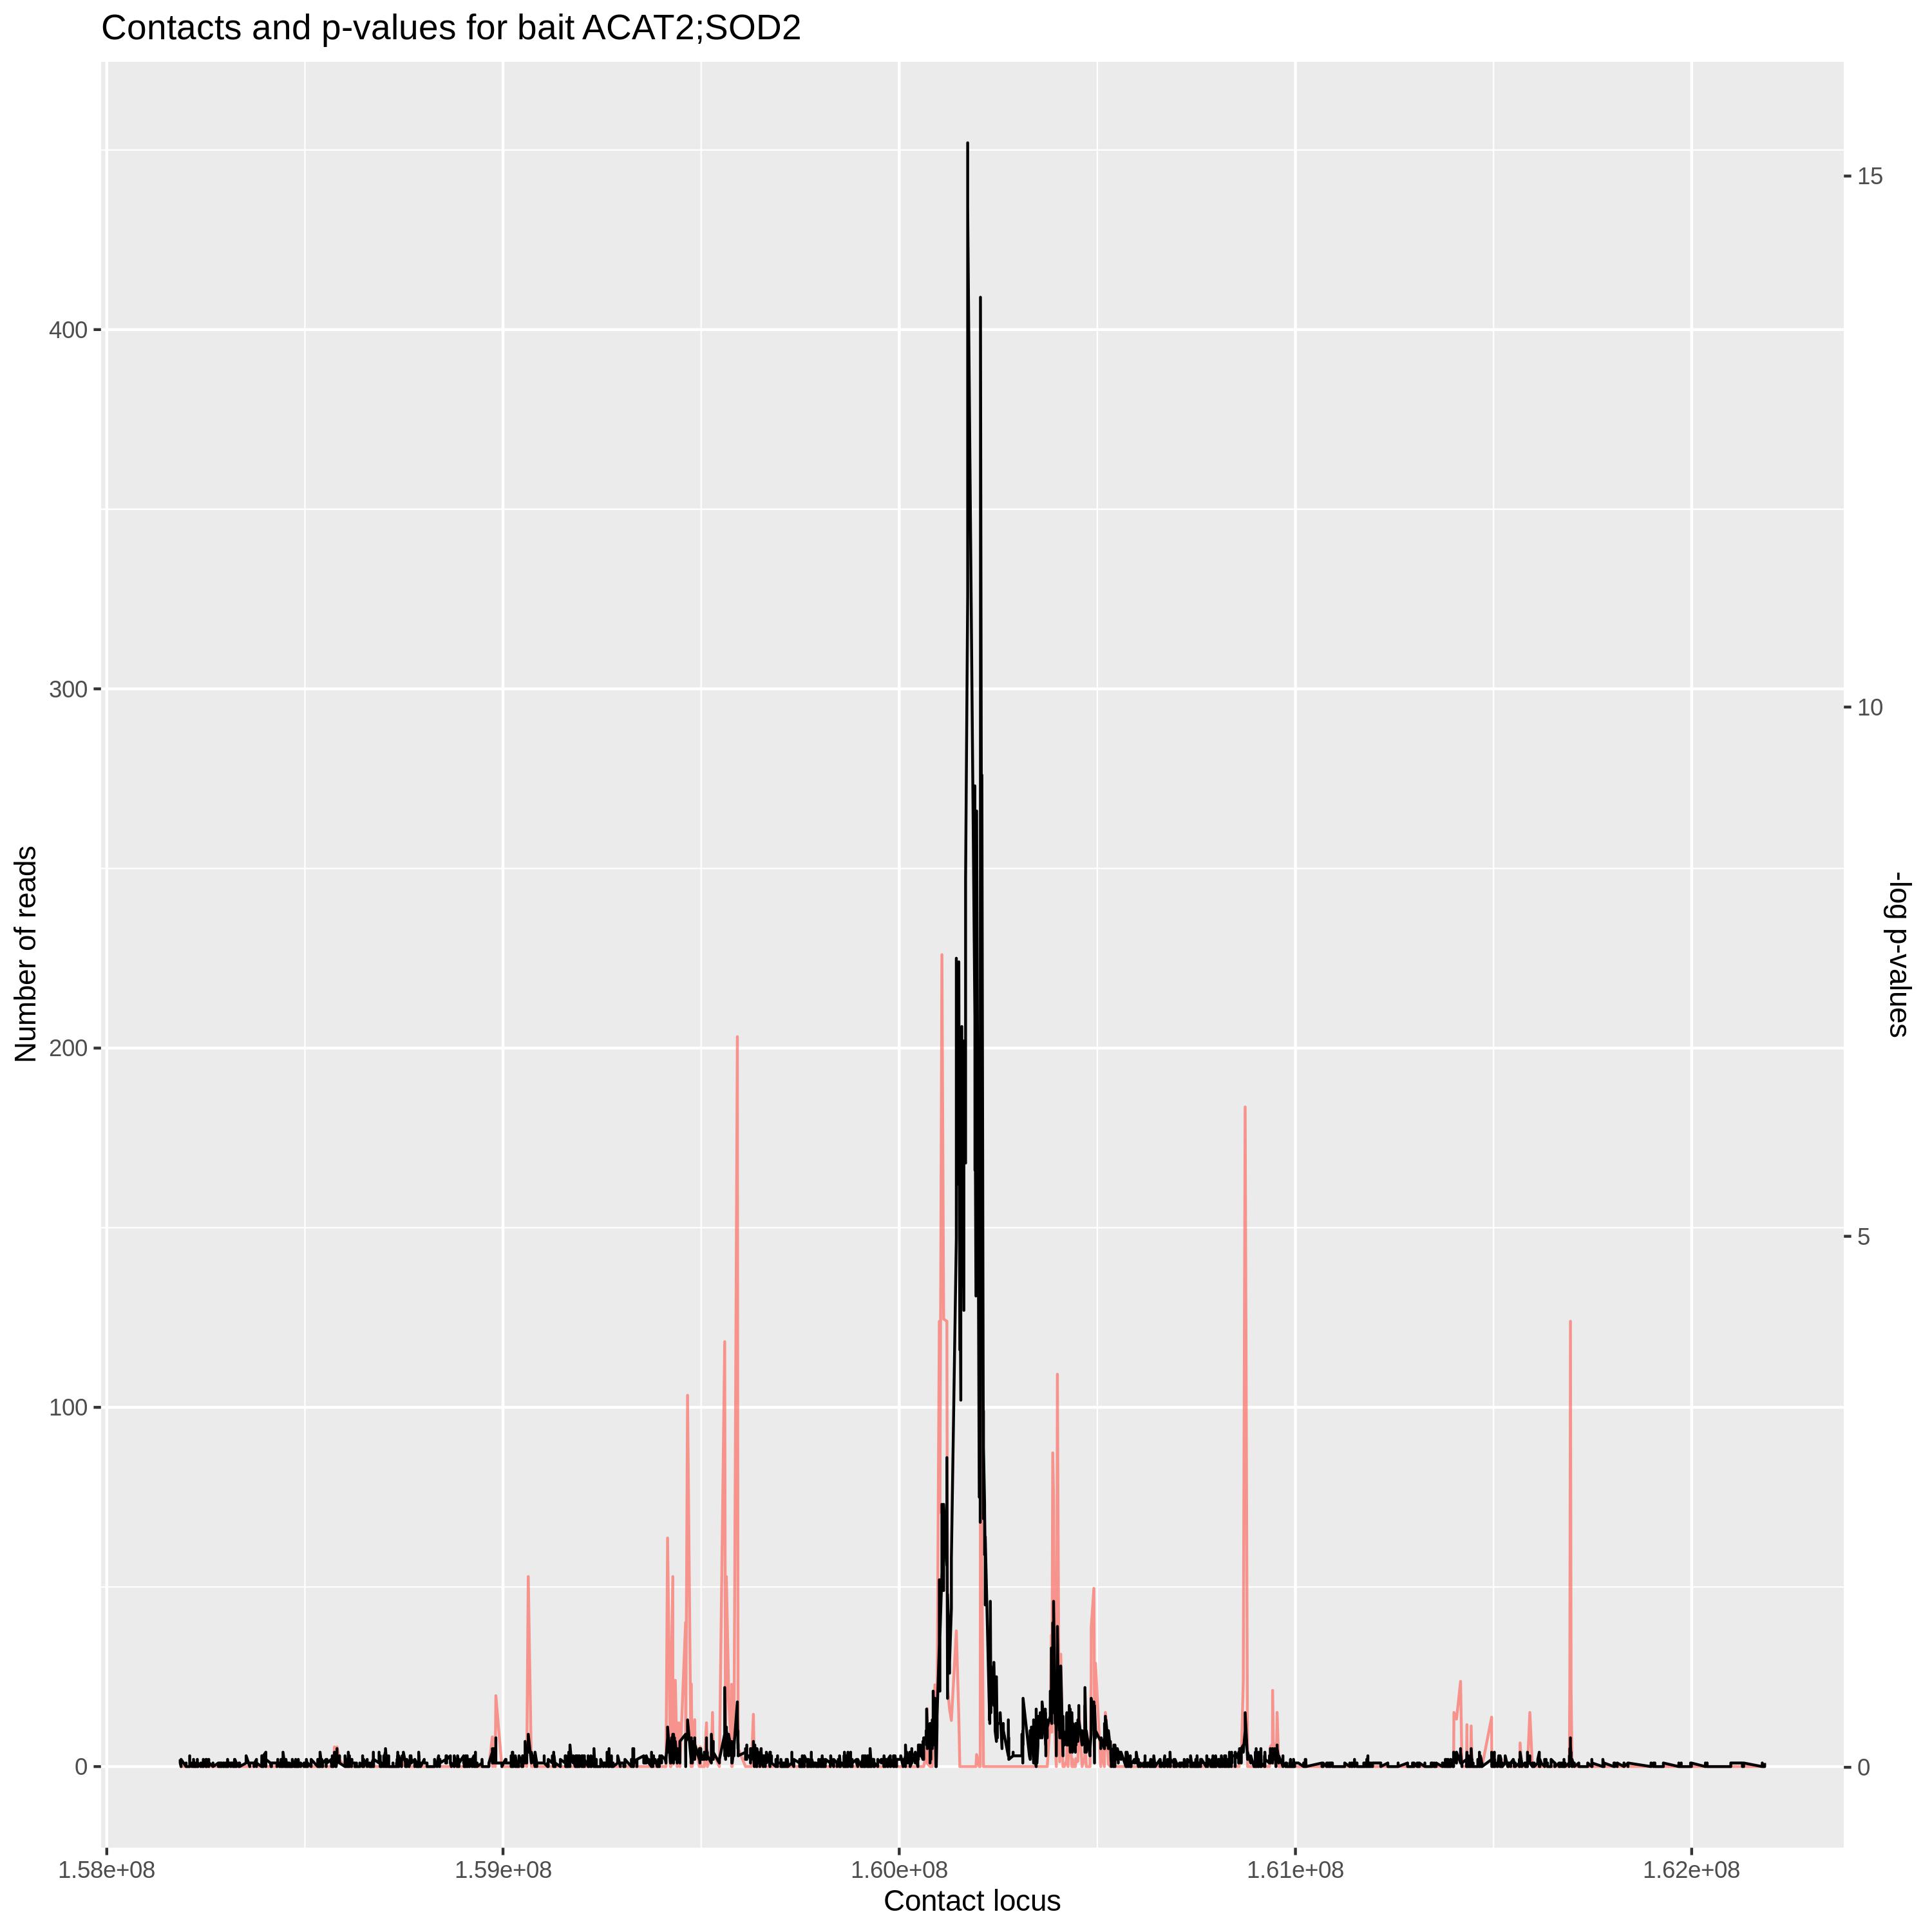 Contacts and p-values for bait ACAT2;SOD2
400
300
200
100
0
15
10
5
0
Number of reads
-log p-values
1.58e+08 1.59e+08 1.60e+08 1.61e+08 1.62e+08
Contact locus